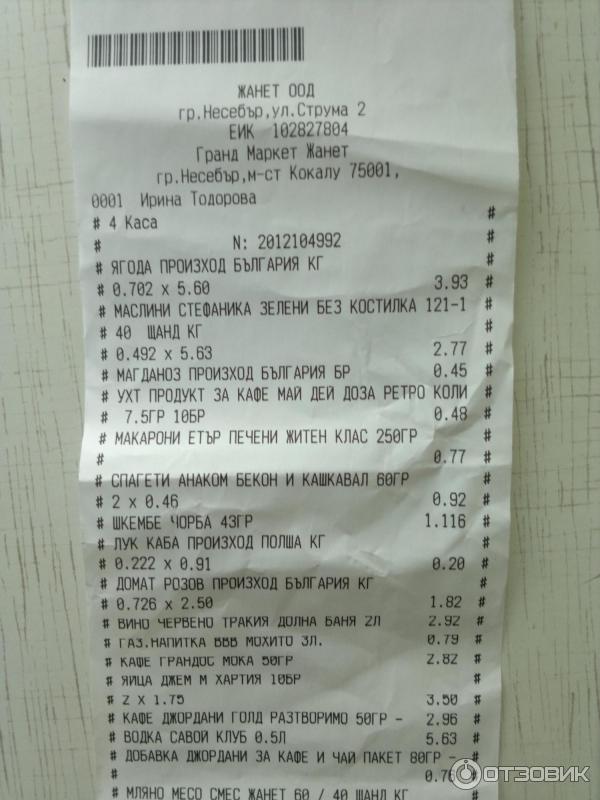 ЖАНЕТ ООД
гр.Несебър,ул.Струма 2
ЕИК 102827804
Гранд Маркет Жанет
гр.Несебър,м-ст Кокалу 75001,
0001 Ирина Тодорова
# 4 Каса #
# N: 2012104992 #
# ЯГОДА ПРОИЗХОД БЪЛГАРИЯ КГ #
# 0.702 x 5.60 3.93 #
# МАСЛИНИ СТЕФАНИКА ЗЕЛЕНИ БЕЗ КОСТИЛКА 121-1 #
# 40 ЩАНД КГ #
# 0.492 x 5.63 2.77 #
# МАГДАНОЗ ПРОИЗХОД БЪЛГАРИЯ БР 0.45 #
# УХТ ПРОДУКТ ЗА КАФЕ МАЙ ДЕЙ ДОЗА РЕТРО КОЛИ #
# 7.5ГР 10БР 0.48 #
# МАКАРОНИ ЕТЪР ПЕЧЕНИ ЖИТЕН КЛАС 250ГР #
# 0.77 #
# СПАГЕТИ АНАКОМ БЕКОН И КАШКАВАЛ 60ГР #
# 2 x 0.46 0.92 #
# ШКЕМБЕ ЧОРБА 43ГР 1.116 #
# ЛУК КАБА ПРОИЗХОД ПОЛША КГ #
# 0.222 x 0.91 0.20 #
# ДОМАТ РОЗОВ ПРОИЗХОД БЪЛГАРИЯ КГ #
# 0.726 x 2.50 1.82 #
# ВИНО ЧЕРВЕНО ТРАКИЯ ДОЛНА БАНЯ 2Л 2.92 #
# ГАЗ.НАПИТКА ВВВ МОХИТО 3Л. 0.79 #
# КАФЕ ГРАНДОС МОКА 50ГР 2.82 #
# ЯЙЦА ДЖЕМ М ХАРТИЯ 10БР #
# 2 x 1.75 3.50 #
# КАФЕ ДЖОРДАНИ ГОЛД РАЗТВОРИМО 50ГР - 2.96 #
# ВОДКА САВОЙ КЛУБ 0.5Л 5.63 #
# ДОБАВКА ДЖОРДАНИ ЗА КАФЕ И ЧАЙ ПАКЕТ 80ГР - #
# 0.76
# МЛЯНО МЕСО СМЕС ЖАНЕТ 60 / 40 ЩАНД КГ
ОТЗОВИК